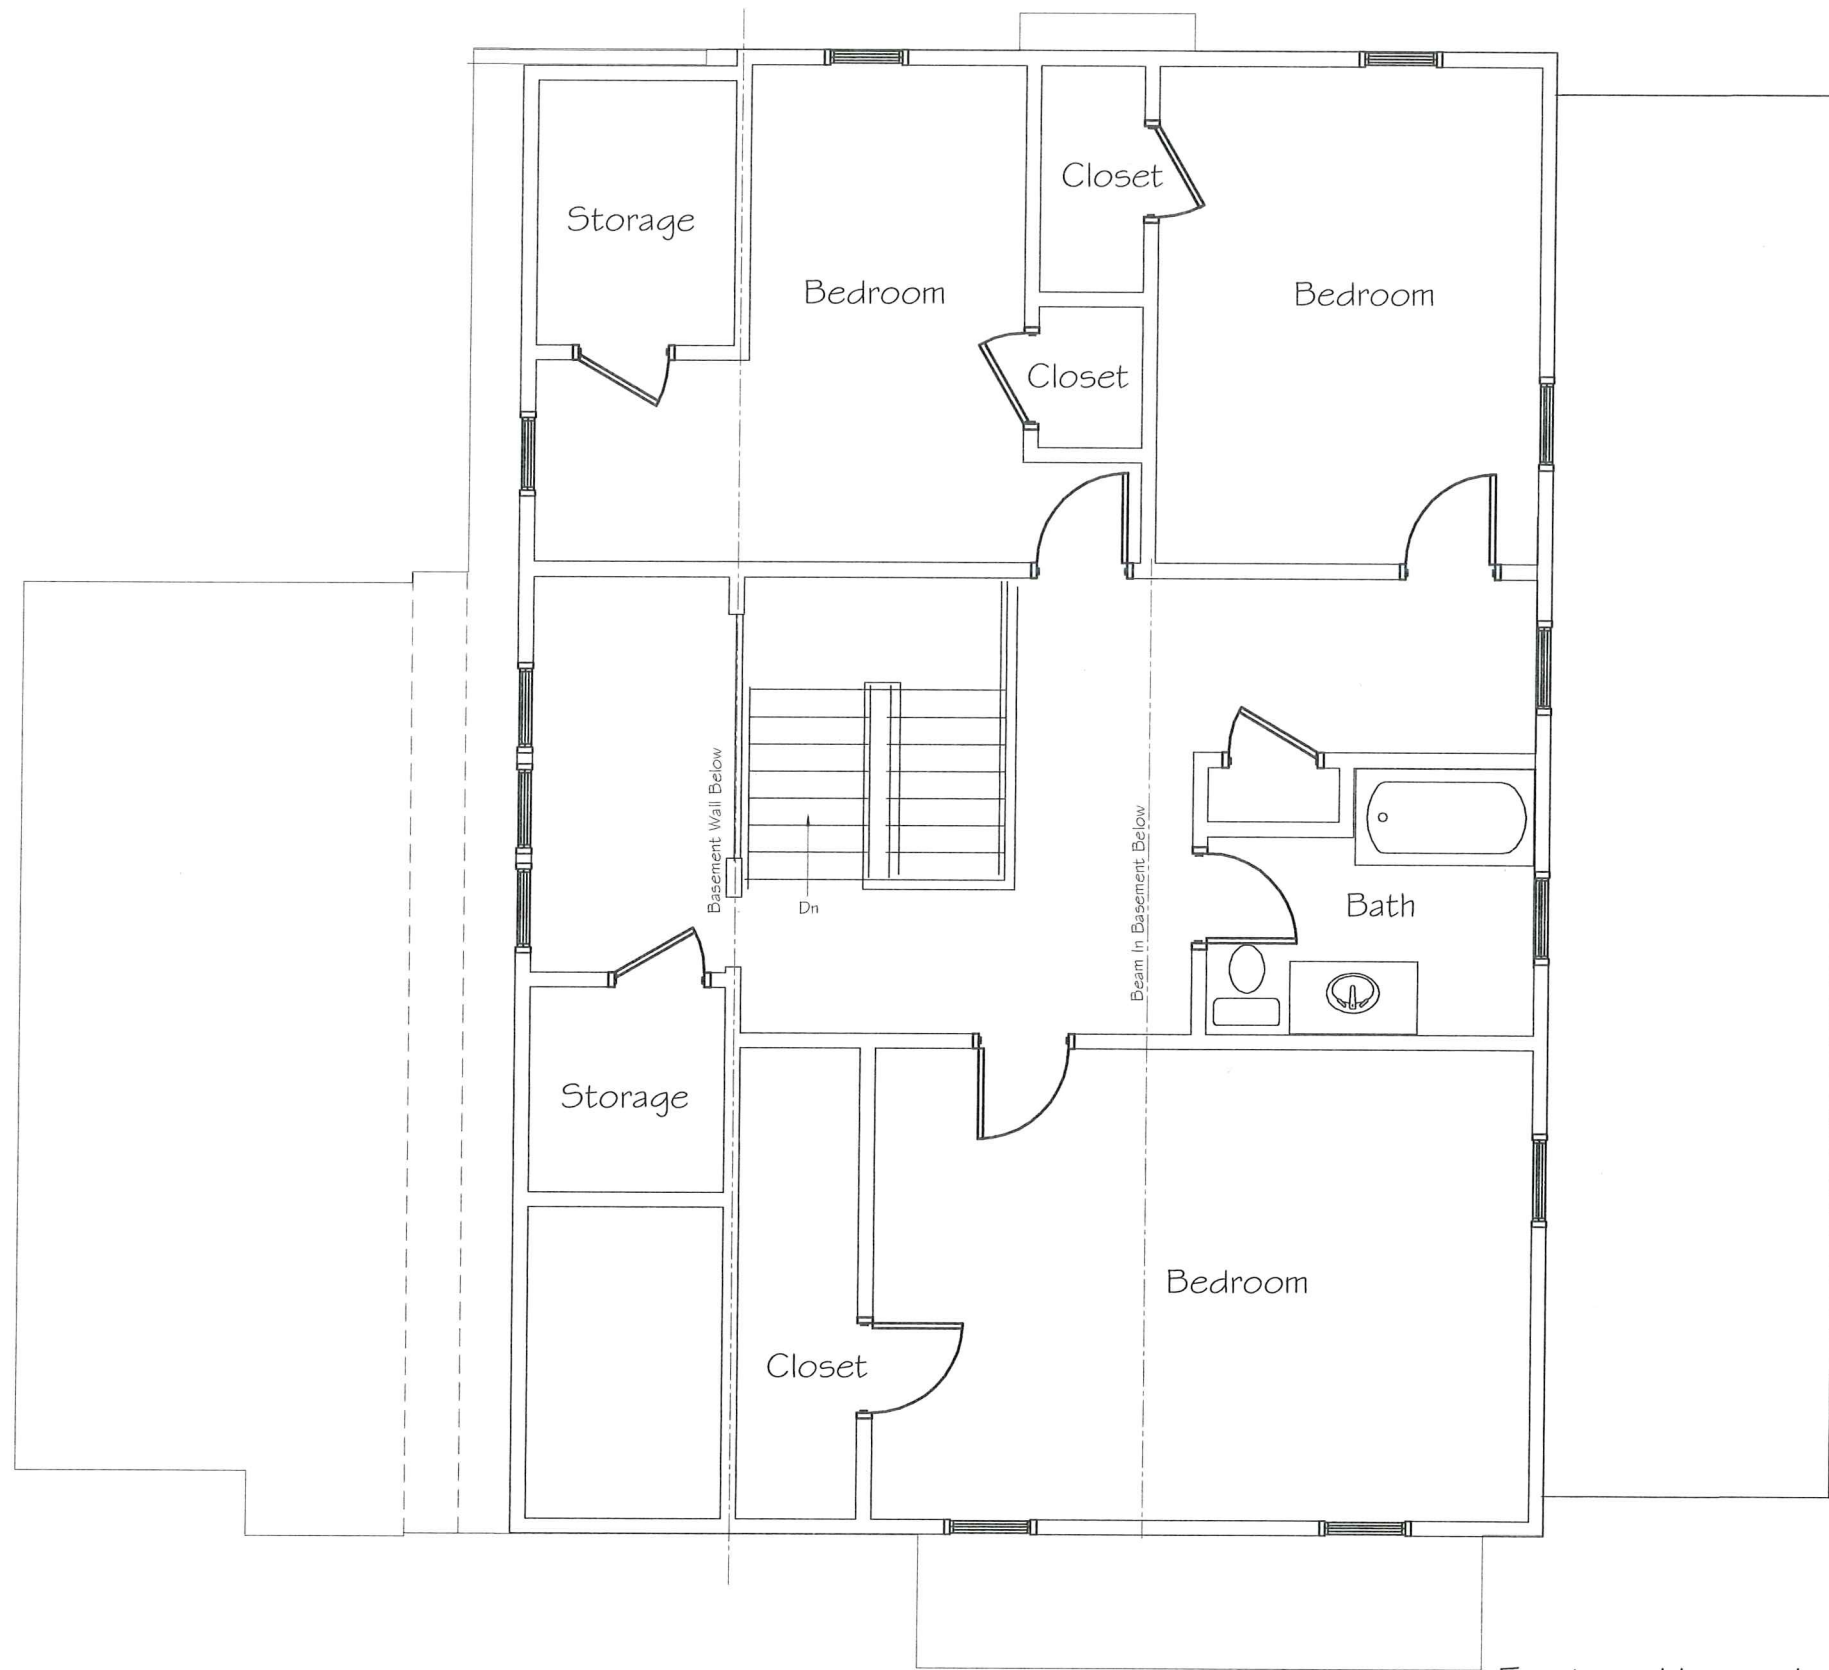 Closet
Storage
Bedroom
Bedroom
Closet
Basement Wall Below
Beam In Basement Below
Dn
Bath
Storage
Bedroom
Closet